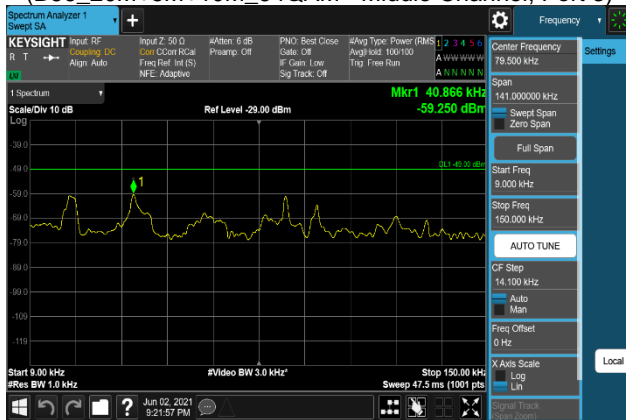 Spectrum Analyzer 1
Swept SA
Frequency
KEYSIGHT
R T
Input: RF
Coupling: DC
Align: Auto
Input Z: 50 Ω
Corr CCorr RCal
Freq Ref: Int (S)
NFE: Adaptive
#Atten: 6 dB
Preamp: Off
PNO: Best Close
Gate: Off
IF Gain: Low
Sig Track: Off
#Avg Type: Power (RMS
Avg|Hold: 100/100
Trig: Free Run
1 2 3 4 5 6
A W W W W W
A N N N N N
1 Spectrum
Scale/Div 10 dB
Log
Ref Level -29.00 dBm
Mkr1 40.866 kHz
-59.250 dBm
-39.0
-49.0
-59.0
-69.0
-79.0
-89.0
-99.0
-109
-119
DL1 -49.00 dBm
1
Start 9.00 kHz
#Res BW 1.0 kHz
#Video BW 3.0 kHz*
Stop 150.00 kHz
Sweep 47.5 ms (1001 pts
Jun 02, 2021
9:21:57 PM
Center Frequency
79.500 kHz
Span
141.000000 kHz
Swept Span
Zero Span
Full Span
Start Freq
9.000 kHz
Stop Freq
150.000 kHz
AUTO TUNE
CF Step
14.100 kHz
Auto
Man
Freq Offset
0 Hz
X Axis Scale
Log
Lin
Signal Track
(Span Zoom)
Settings
Local